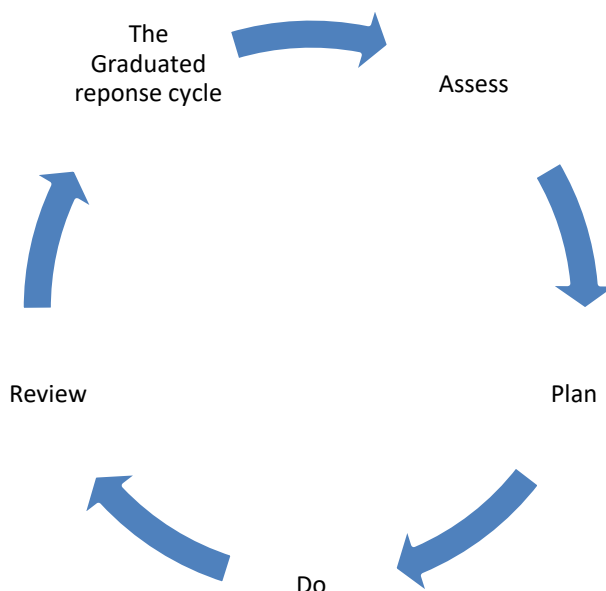 The
Graduated
reponse cycle
Assess
Plan
Do
Review